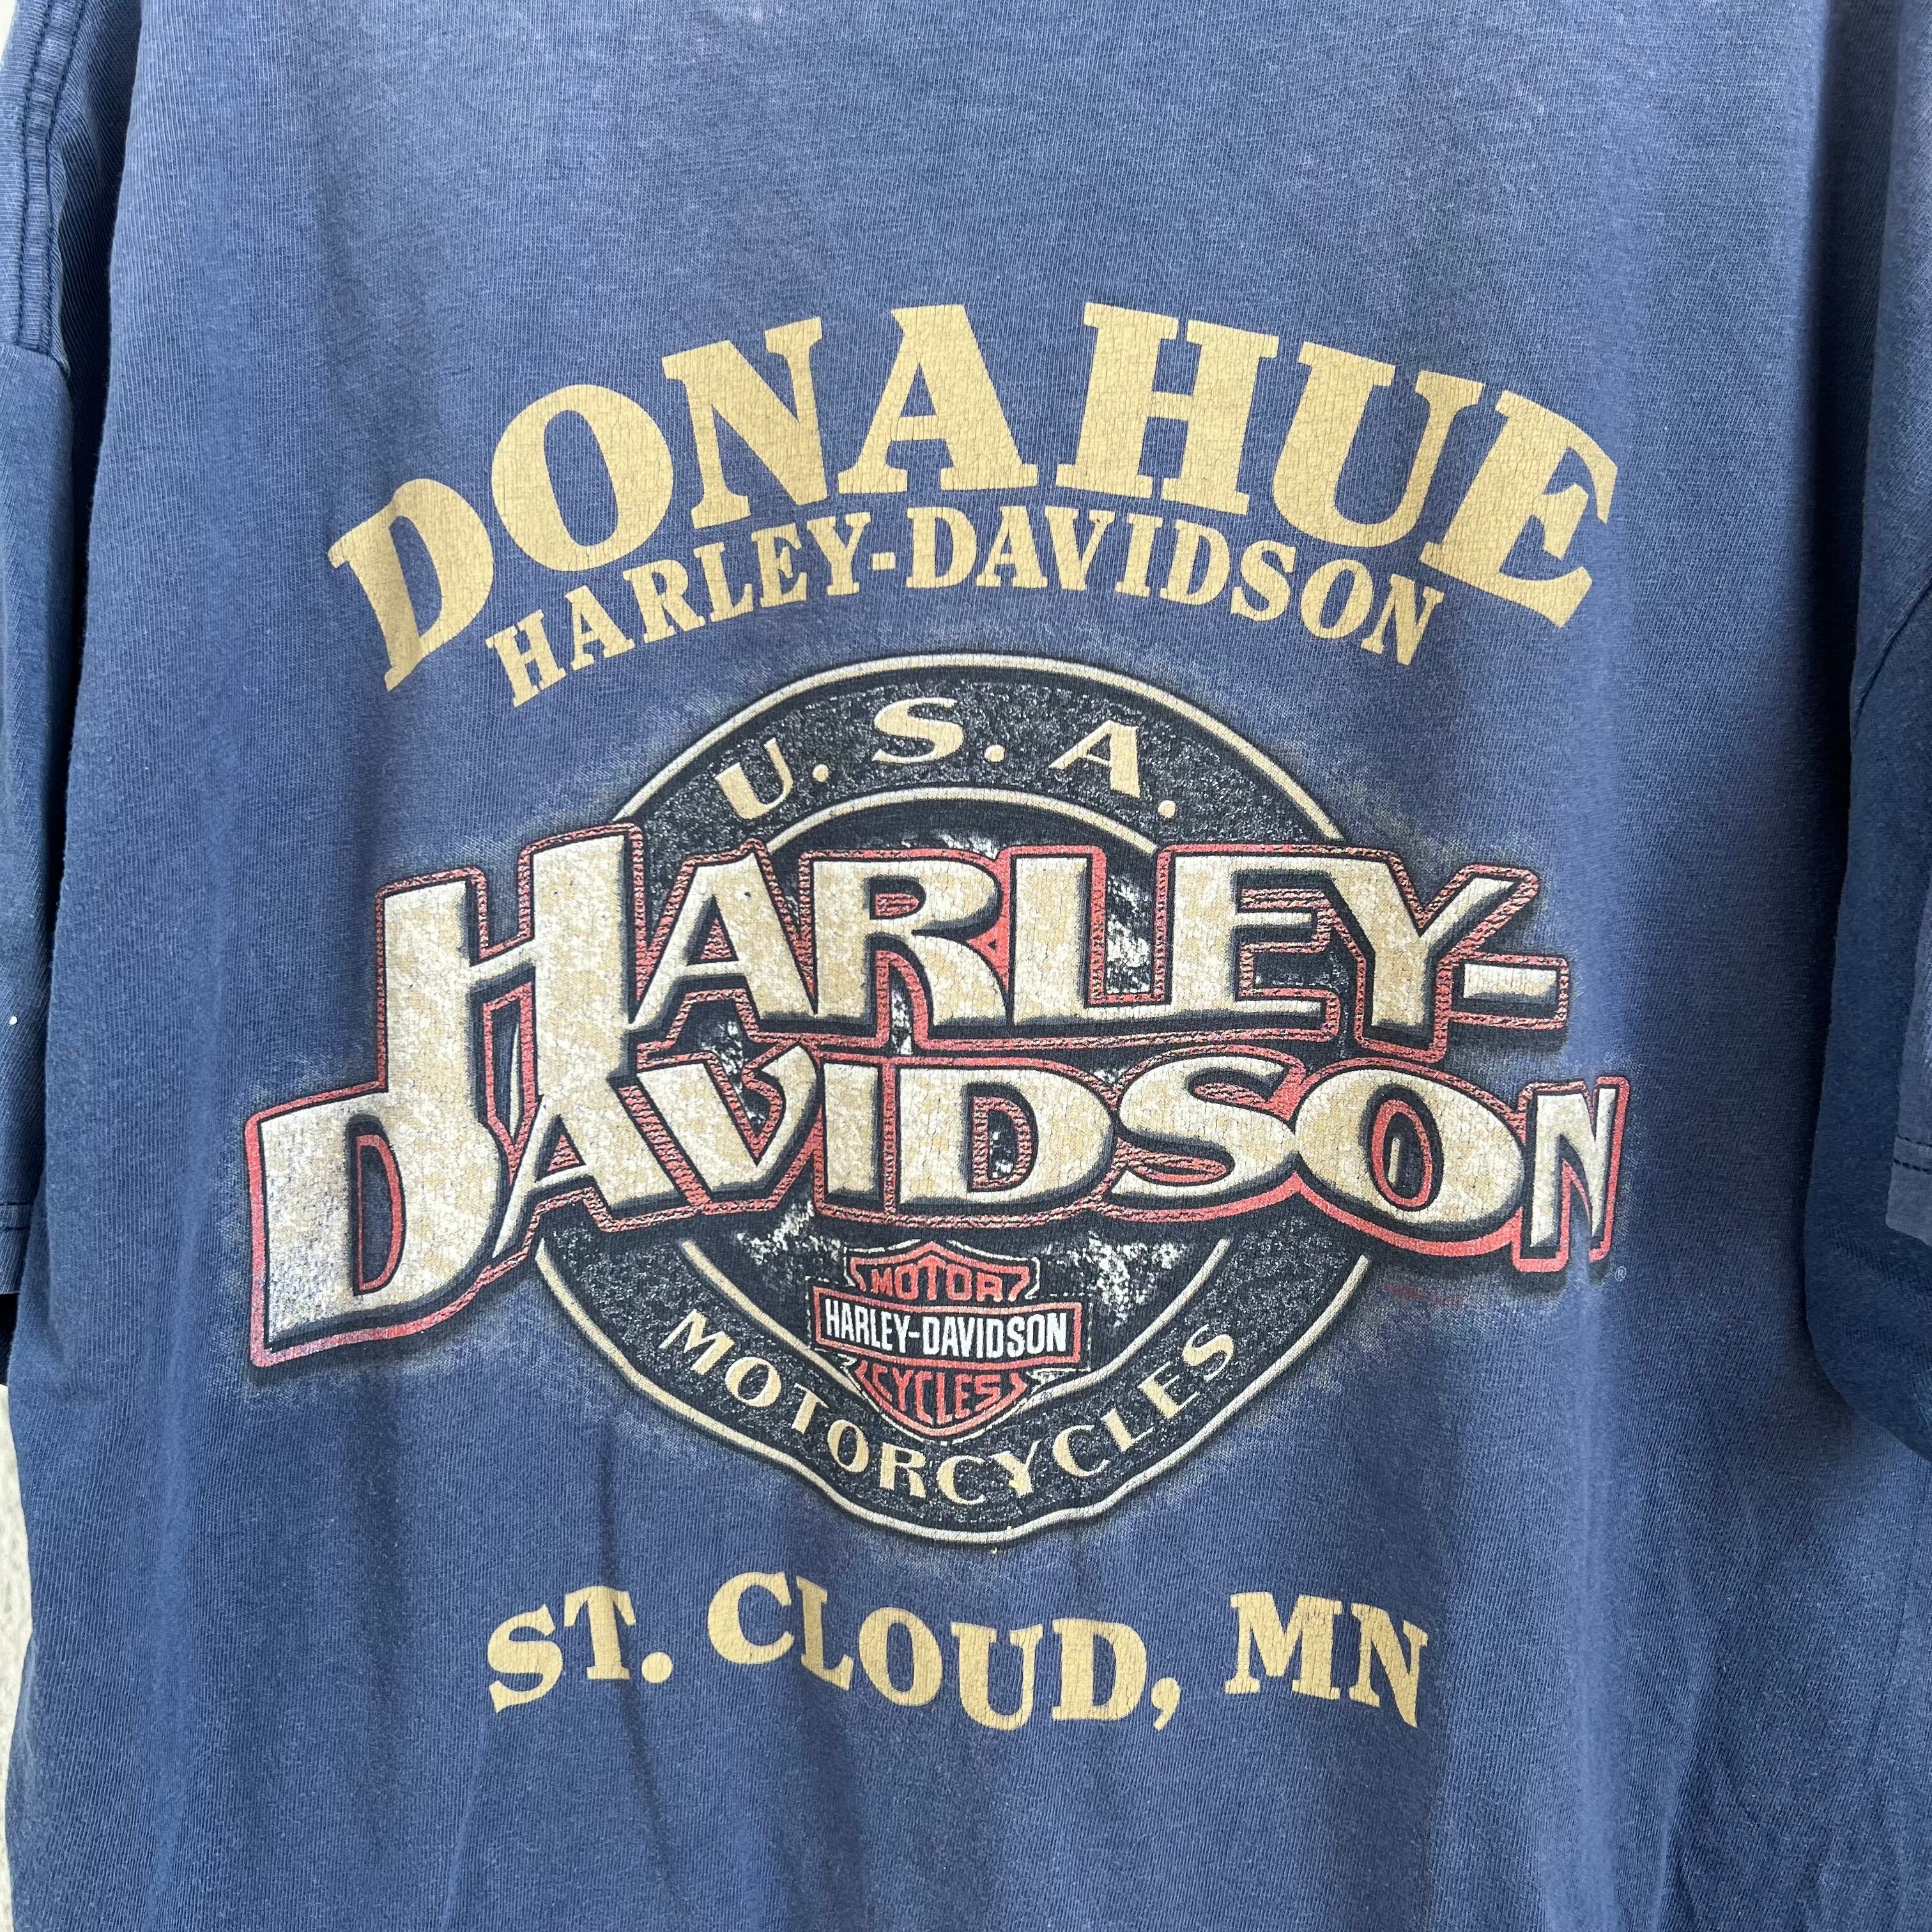 DONAHUE
HARLEY-DAVIDSON
U.S.A.
HARLEY-
DAVIDSON
®
MOTOR
HARLEY-DAVIDSON
CYCLES
MOTORCYCLES
ST. CLOUD, MN